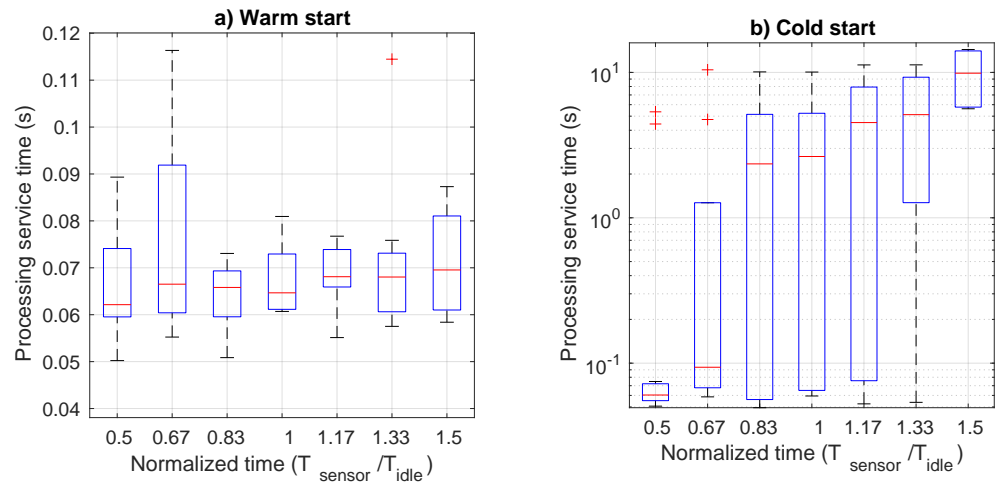 a) Warm start
0.12
0.11
0.1
0.09
0.08
0.07
0.06
0.05
0.04
Processing service time (s)
0.5 0.67 0.83 1 1.17 1.33 1.5
Normalized time (T sensor /T idle )
b) Cold start
10^1
10^0
10^-1
Processing service time (s)
0.5 0.67 0.83 1 1.17 1.33 1.5
Normalized time (T sensor /T idle )